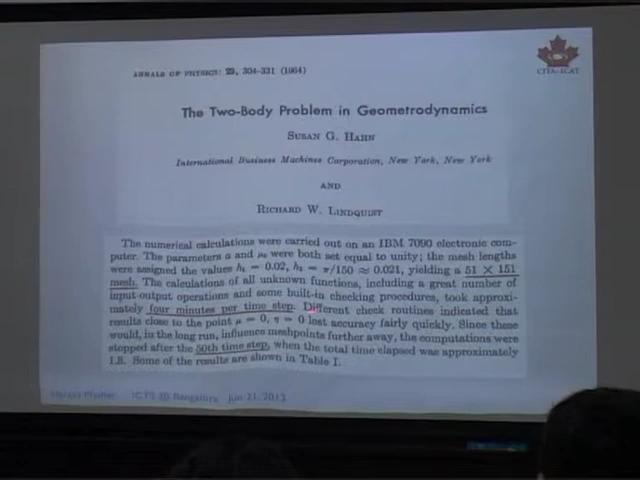 ANNALS OF PHYSICS: 29, 304-331 (1964)
CITA-ICAT
The Two-Body Problem in Geometrodynamics
SUSAN G. HAHN
International Business Machines Corporation, New York, New York
AND
RICHARD W. LINDQUIST
The numerical calculations were carried out on an IBM 7090 electronic com-
puter. The parameters a and μ₀ were both set equal to unity; the mesh lengths
were assigned the values h₁ = 0.02, h₂ = π/150 ≈ 0.021, yielding a 51 × 151
mesh. The calculations of all unknown functions, including a great number of
input-output operations and some built-in checking procedures, took approxi-
mately four minutes per time step. Different check routines indicated that
results close to the point μ = 0, η = 0 lost accuracy fairly quickly. Since these
would, in the long run, influence meshpoints further away, the computations were
stopped after the 50th time step, when the total time elapsed was approximately
1.8. Some of the results are shown in Table I.
Pfeiffer ICTS Bangalore Jun 21, 2013